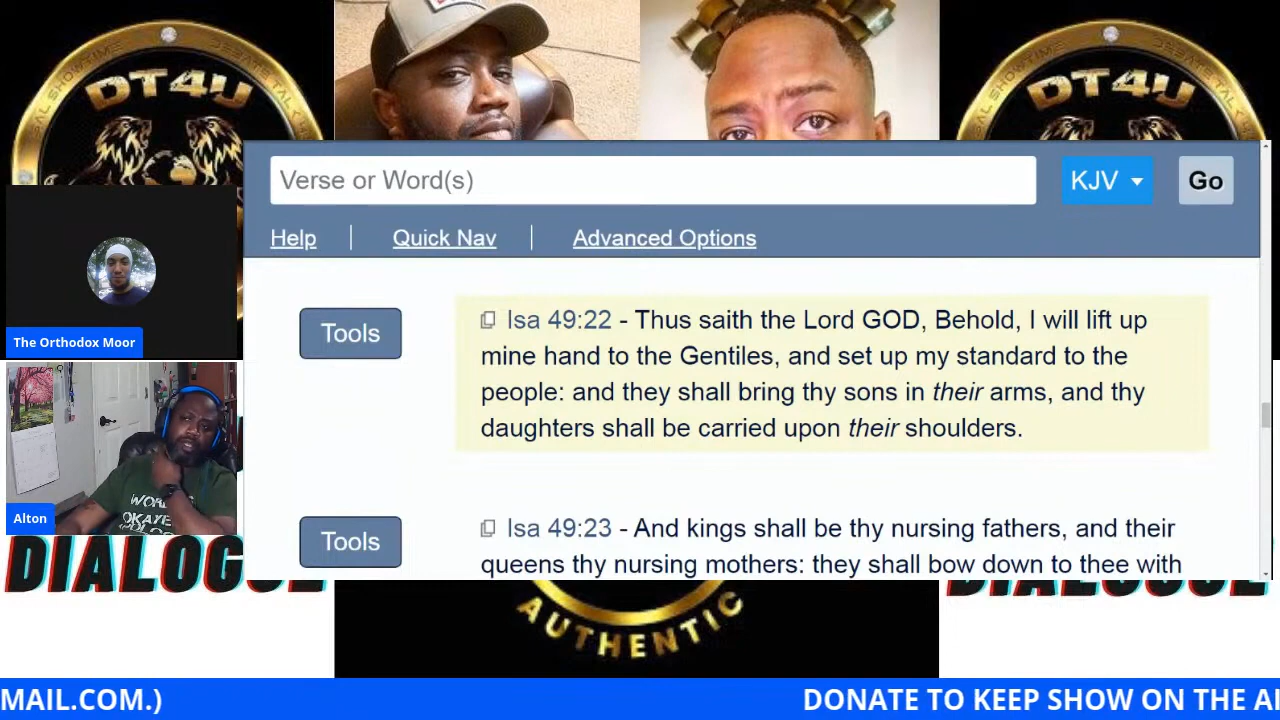 DT4U
DT4U
Verse or Word(s)
KJV
Go
Help
Quick Nav
Advanced Options
Tools
Isa 49:22 - Thus saith the Lord GOD, Behold, I will lift up
mine hand to the Gentiles, and set up my standard to the
people: and they shall bring thy sons in their arms, and thy
daughters shall be carried upon their shoulders.
Tools
Isa 49:23 - And kings shall be thy nursing fathers, and their
queens thy nursing mothers: they shall bow down to thee with
The Orthodox Moor
Alton
DIALOGU
AUTHENTIC
MAIL.COM.)
DONATE TO KEEP SHOW ON THE AI